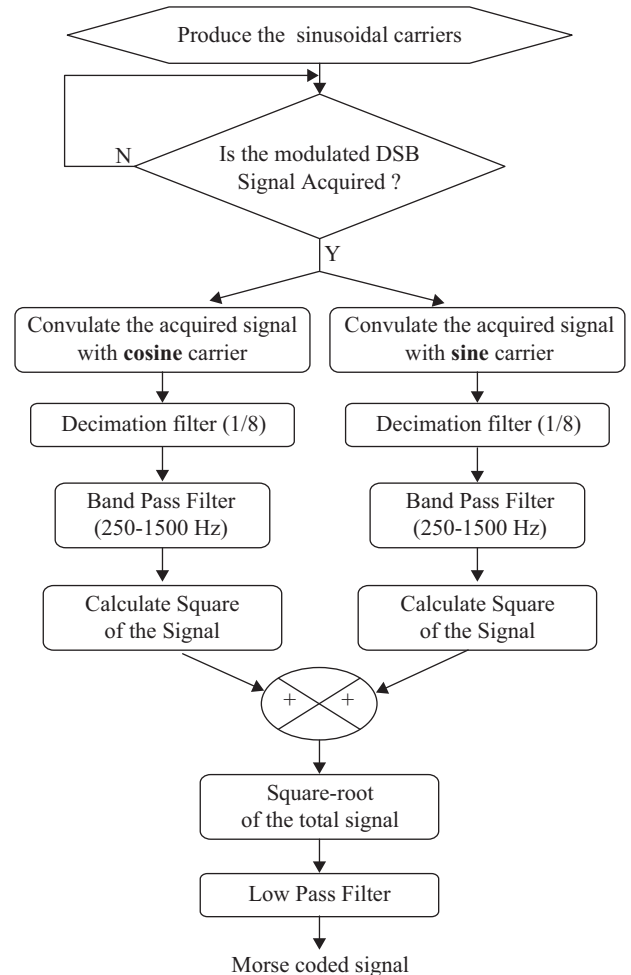 Produce the sinusoidal carriers
Is the modulated DSB
Signal Acquired ?
N
Y
Convulate the acquired signal
with cosine carrier
Convulate the acquired signal
with sine carrier
Decimation filter (1/8)
Decimation filter (1/8)
Band Pass Filter
(250-1500 Hz)
Band Pass Filter
(250-1500 Hz)
Calculate Square
of the Signal
Calculate Square
of the Signal
+ +
Square-root
of the total signal
Low Pass Filter
Morse coded signal